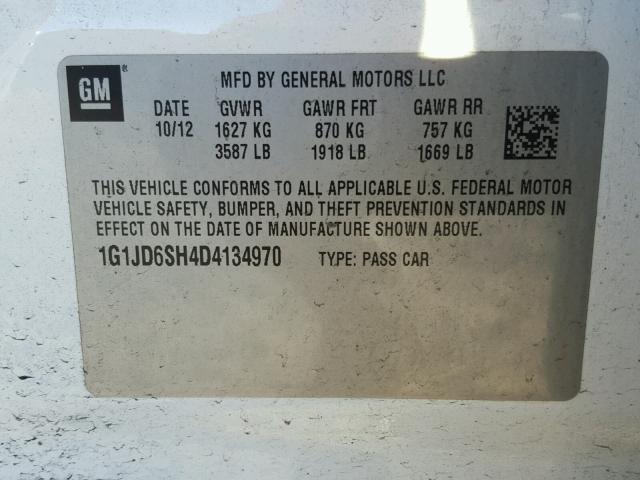 GM
MFD BY GENERAL MOTORS LLC
DATE GVWR GAWR FRT GAWR RR
10/12 1627 KG 870 KG 757 KG
3587 LB 1918 LB 1669 LB
THIS VEHICLE CONFORMS TO ALL APPLICABLE U.S. FEDERAL MOTOR
VEHICLE SAFETY, BUMPER, AND THEFT PREVENTION STANDARDS IN
EFFECT ON THE DATE OF MANUFACTURE SHOWN ABOVE.
1G1JD6SH4D4134970 TYPE: PASS CAR